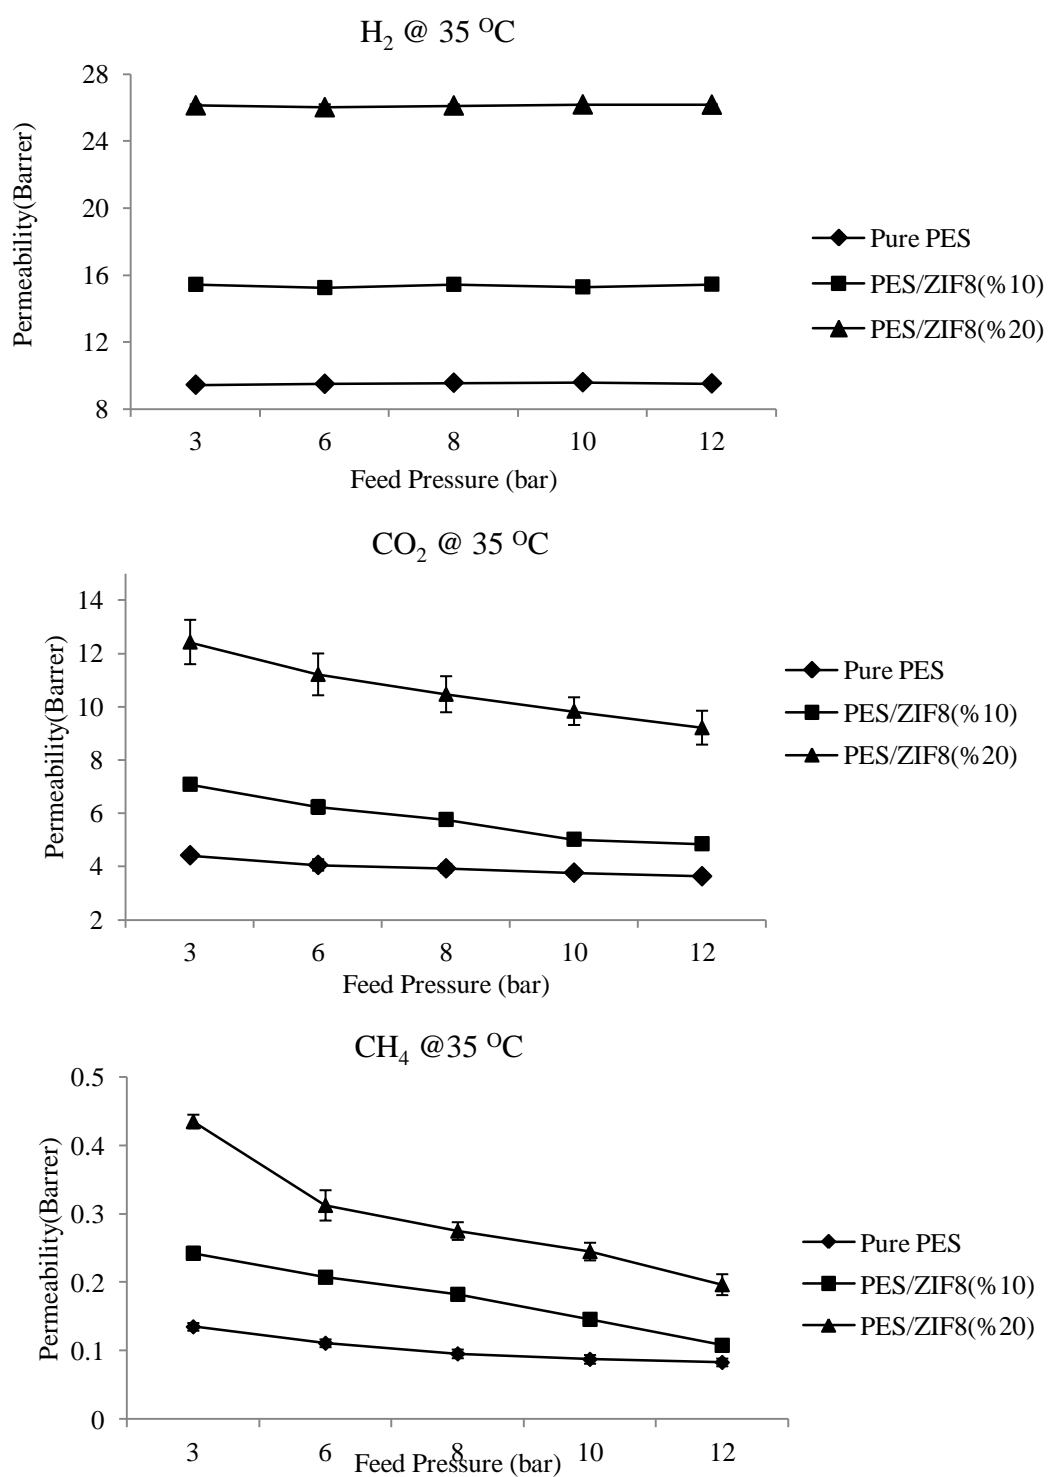 H₂ @ 35 ᴼC
28
24
20
16
12
8
Permeability(Barrer)
3 6 8 10 12
Feed Pressure (bar)
Pure PES
PES/ZIF8(%10)
PES/ZIF8(%20)
CO₂ @ 35 ᴼC
14
12
10
8
6
4
2
Permeability(Barrer)
3 6 8 10 12
Feed Pressure (bar)
Pure PES
PES/ZIF8(%10)
PES/ZIF8(%20)
CH₄ @35 ᴼC
0.5
0.4
0.3
0.2
0.1
0
Permeability(Barrer)
3 6 8 10 12
Feed Pressure (bar)
Pure PES
PES/ZIF8(%10)
PES/ZIF8(%20)